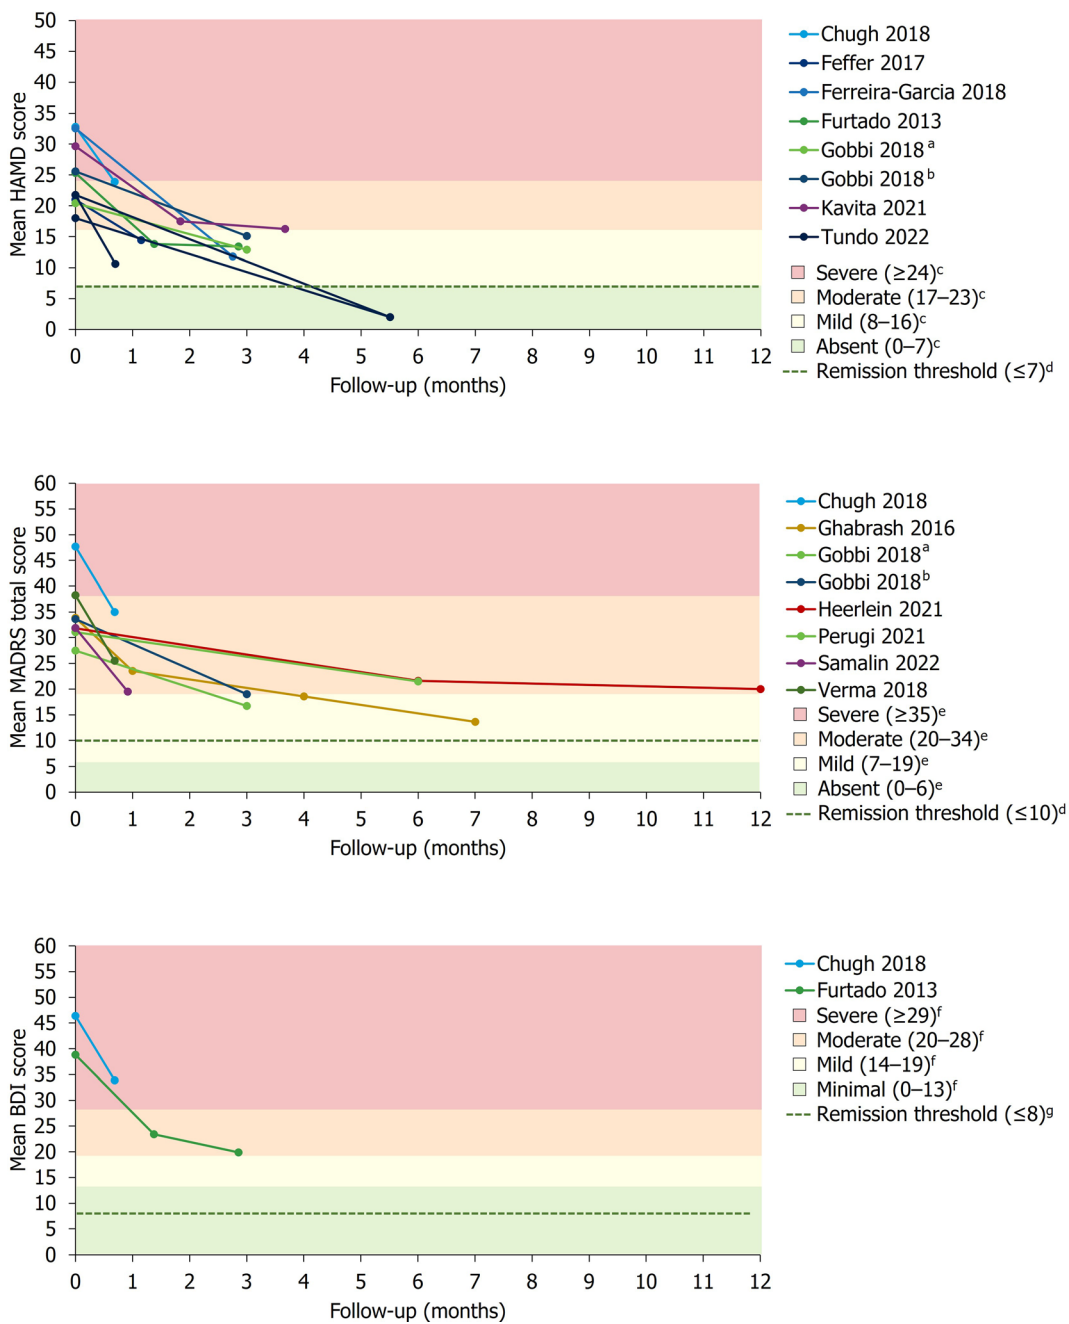 Mean HAMD score
50
45
40
35
30
25
20
15
10
5
0
0 1 2 3 4 5 6 7 8 9 10 11 12
Follow-up (months)
Chugh 2018
Feffer 2017
Ferreira-Garcia 2018
Furtado 2013
Gobbi 2018 a
Gobbi 2018 b
Kavita 2021
Tundo 2022
Severe (≥24)c
Moderate (17–23)c
Mild (8–16)c
Absent (0–7)c
Remission threshold (≤7)d
Mean MADRS total score
60
55
50
45
40
35
30
25
20
15
10
5
0
0 1 2 3 4 5 6 7 8 9 10 11 12
Follow-up (months)
Chugh 2018
Ghabrash 2016
Gobbi 2018a
Gobbi 2018b
Heerlein 2021
Perugi 2021
Samalin 2022
Verma 2018
Severe (≥35)e
Moderate (20–34)e
Mild (7–19)e
Absent (0–6)e
Remission threshold (≤10)d
Mean BDI score
60
55
50
45
40
35
30
25
20
15
10
5
0
0 1 2 3 4 5 6 7 8 9 10 11 12
Follow-up (months)
Chugh 2018
Furtado 2013
Severe (≥29)f
Moderate (20–28)f
Mild (14–19)f
Minimal (0–13)f
Remission threshold (≤8)g